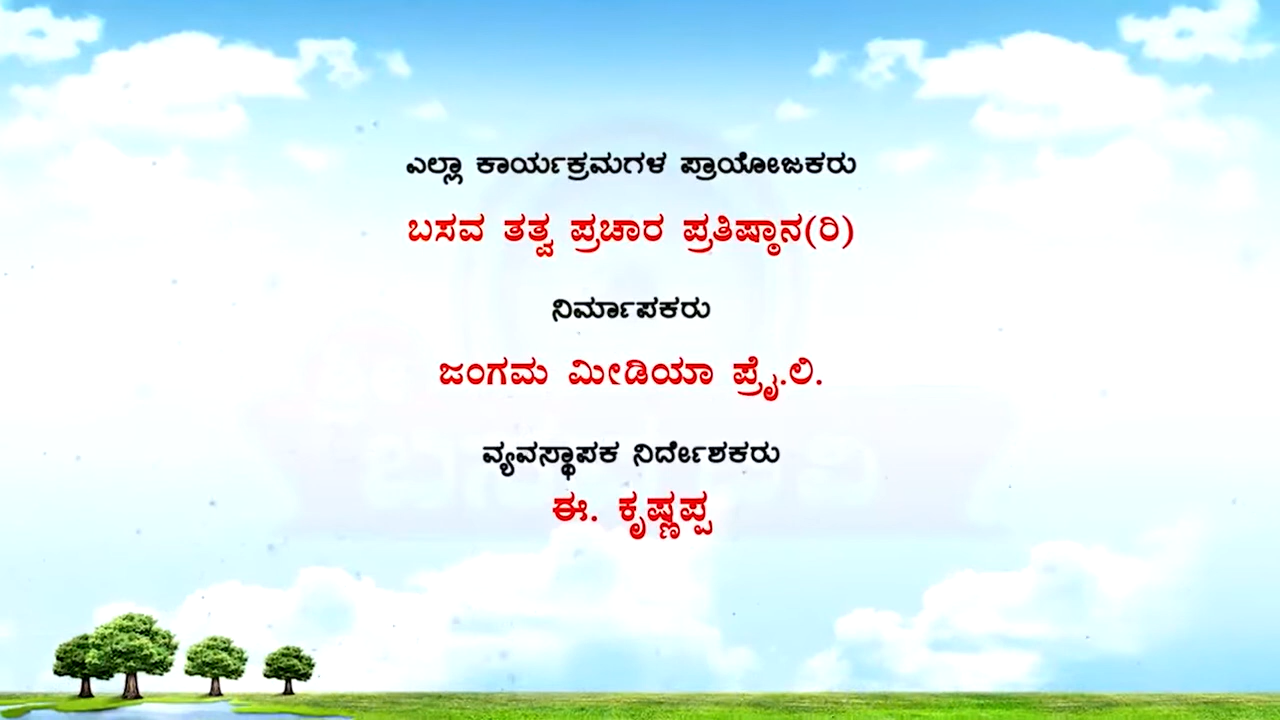 ಎಲ್ಲಾ ಕಾರ್ಯಕ್ರಮಗಳ ಪ್ರಾಯೋಜಕರು
ಬಸವ ತತ್ವ ಪ್ರಚಾರ ಪ್ರತಿಷ್ಠಾನ(ರಿ)
ನಿರ್ಮಾಪಕರು
ಜಂಗಮ ಮೀಡಿಯಾ ಪ್ರೈ.ಲಿ.
ವ್ಯವಸ್ಥಾಪಕ ನಿರ್ದೇಶಕರು
ಈ. ಕೃಷ್ಣಪ್ಪ